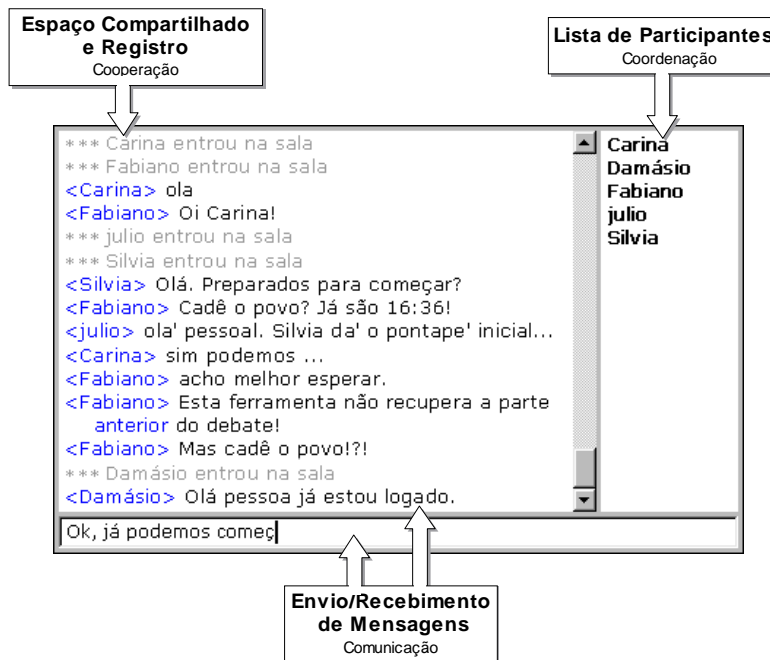 Espaço Compartilhado
e Registro
Cooperação
Lista de Participantes
Coordenação
*** Carina entrou na sala
*** Fabiano entrou na sala
<Carina> ola
<Fabiano> Oi Carina!
*** julio entrou na sala
*** Silvia entrou na sala
<Silvia> Olá. Preparados para começar?
<Fabiano> Cadê o povo? Já são 16:36!
<julio> ola' pessoal. Silvia da' o pontape' inicial...
<Carina> sim podemos ...
<Fabiano> acho melhor esperar.
<Fabiano> Esta ferramenta não recupera a parte
anterior do debate!
<Fabiano> Mas cadê o povo!?!
*** Damásio entrou na sala
<Damásio> Olá pessoa já estou logado.
Carina
Damásio
Fabiano
julio
Silvia
Ok, já podemos começ
Envio/Recebimento
de Mensagens
Comunicação